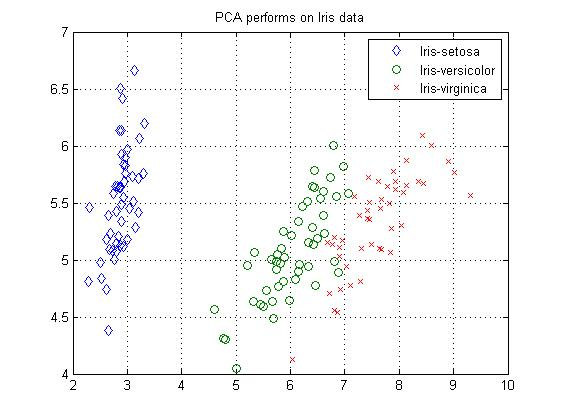 PCA performs on Iris data
7
6.5
6
5.5
5
4.5
4
2 3 4 5 6 7 8 9 10
Iris-setosa
Iris-versicolor
Iris-virginica